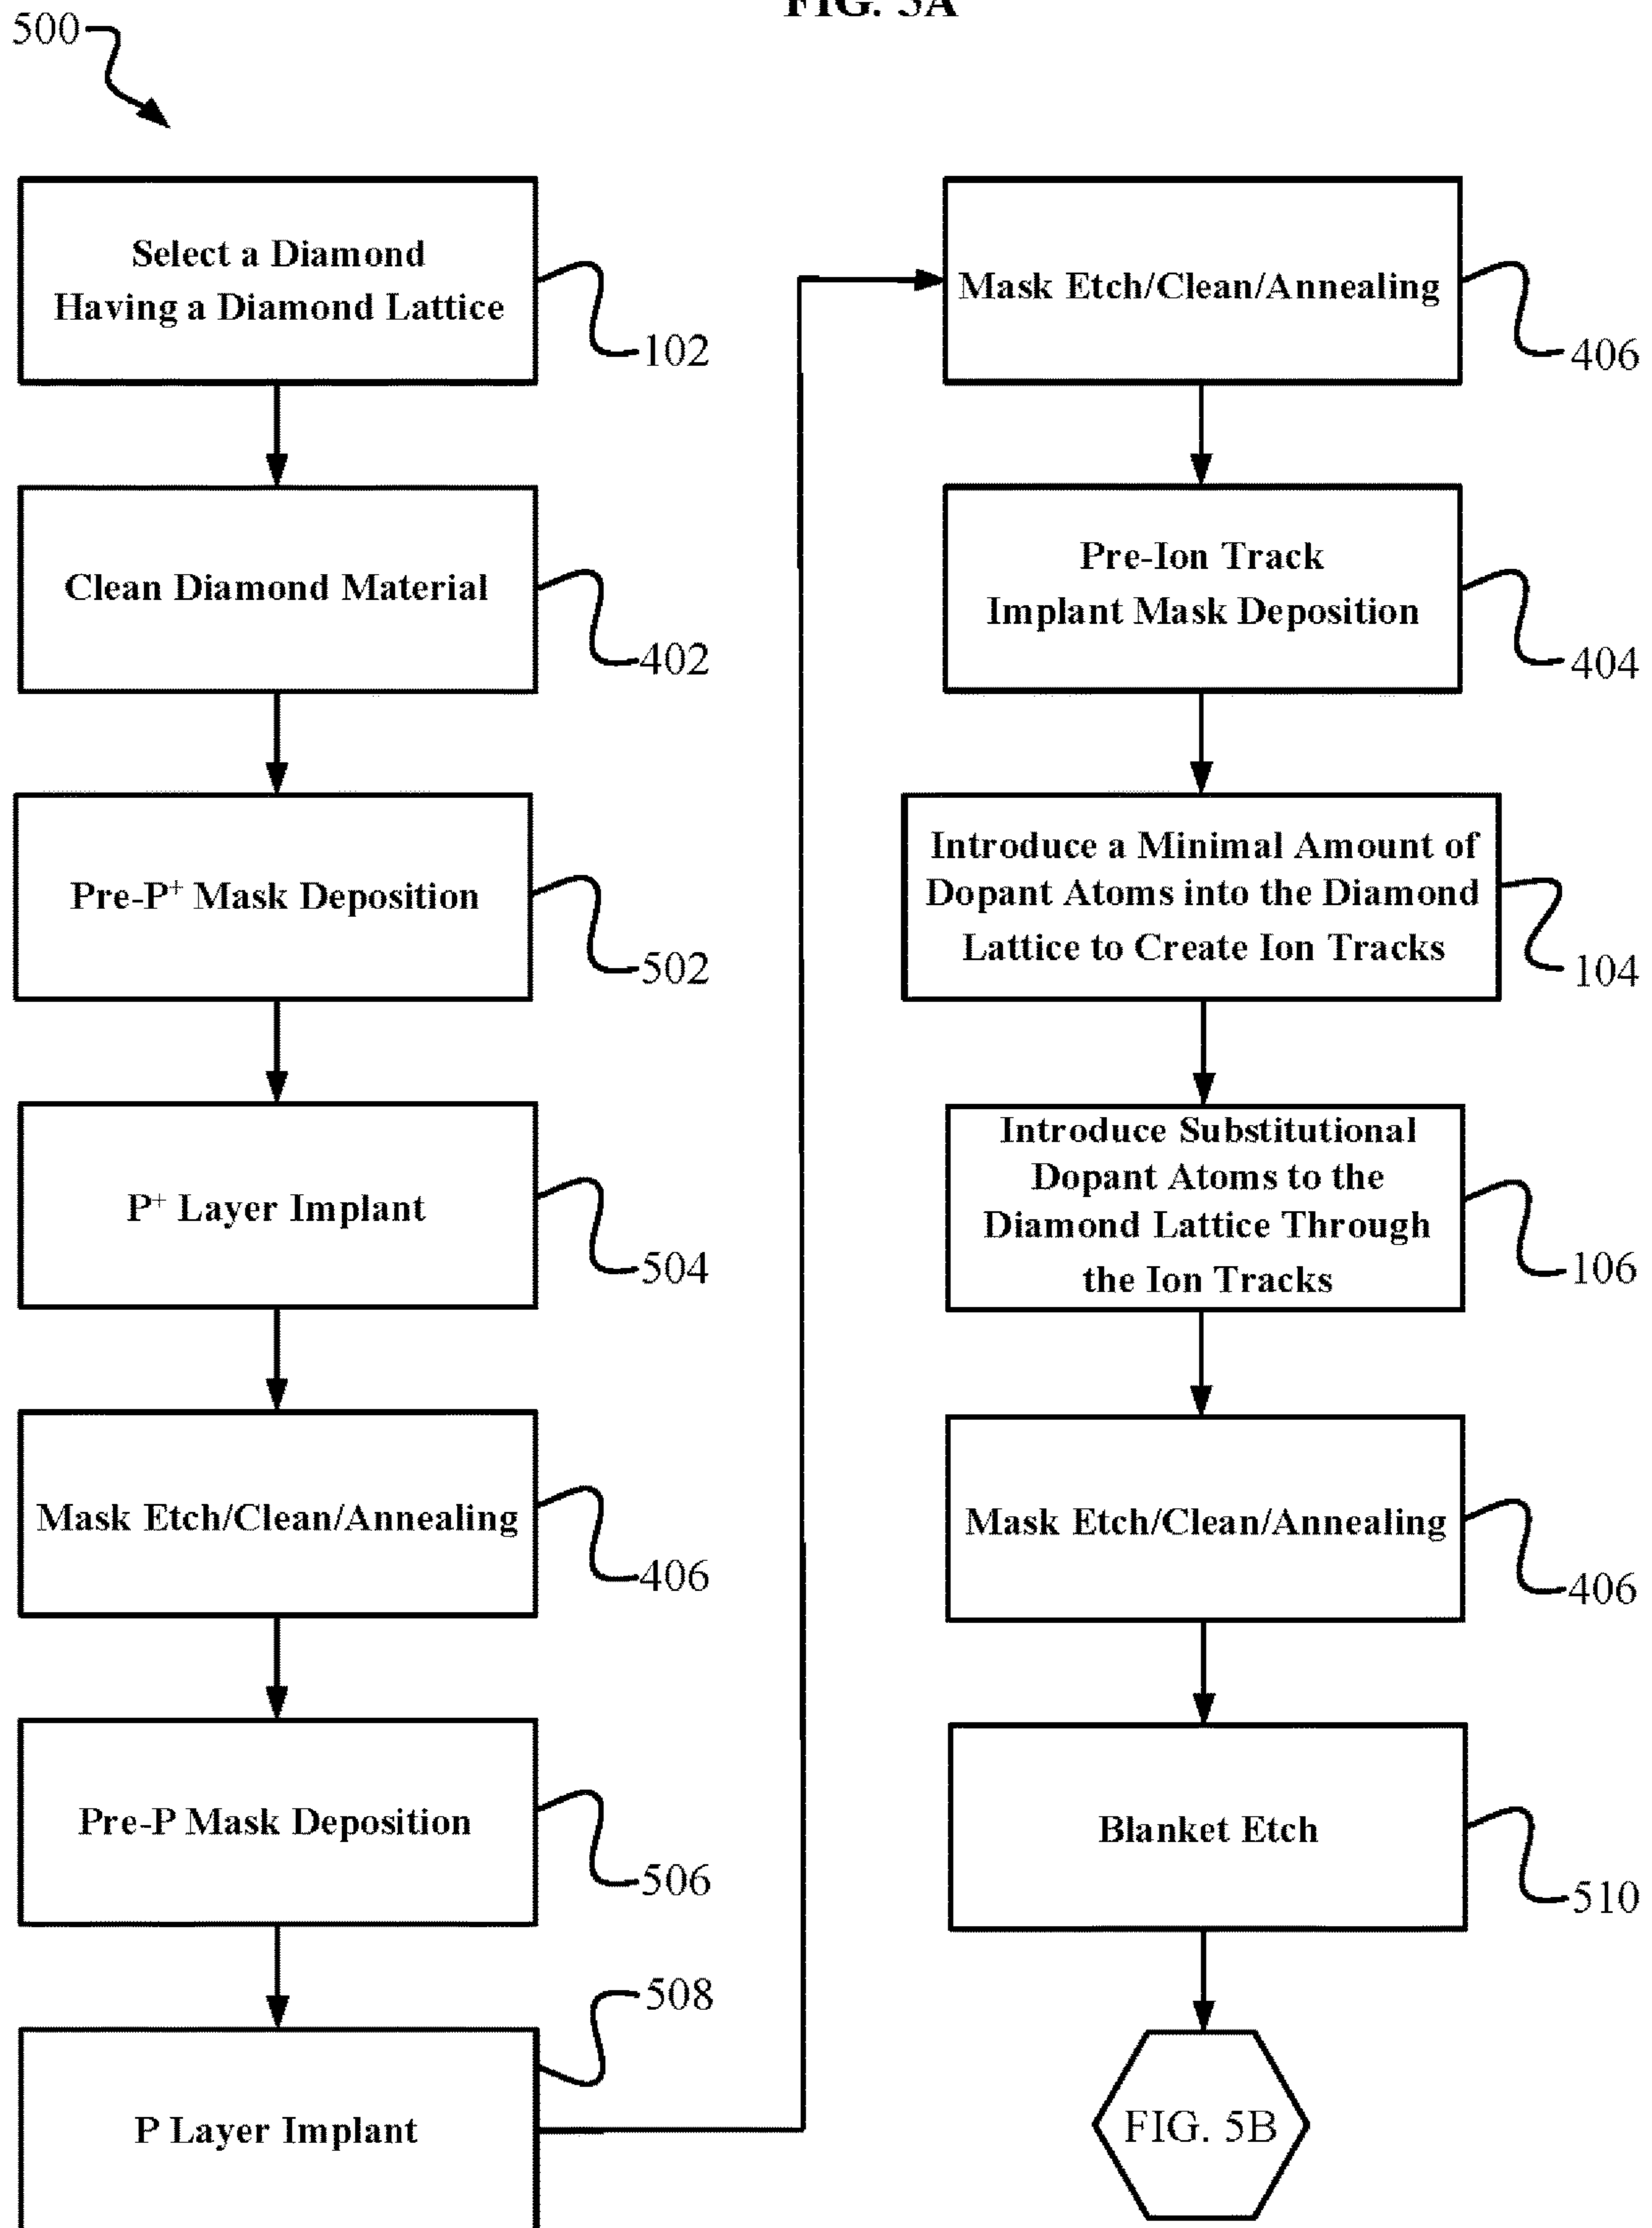 FIG. 5A
500
Select a Diamond
Having a Diamond Lattice
102
Clean Diamond Material
402
Pre-P⁺ Mask Deposition
502
P⁺ Layer Implant
504
Mask Etch/Clean/Annealing
406
Pre-P Mask Deposition
506
508
P Layer Implant
Mask Etch/Clean/Annealing
406
Pre-Ion Track
Implant Mask Deposition
404
Introduce a Minimal Amount of
Dopant Atoms into the Diamond
Lattice to Create Ion Tracks
104
Introduce Substitutional
Dopant Atoms to the
Diamond Lattice Through
the Ion Tracks
106
Mask Etch/Clean/Annealing
406
Blanket Etch
510
FIG. 5B